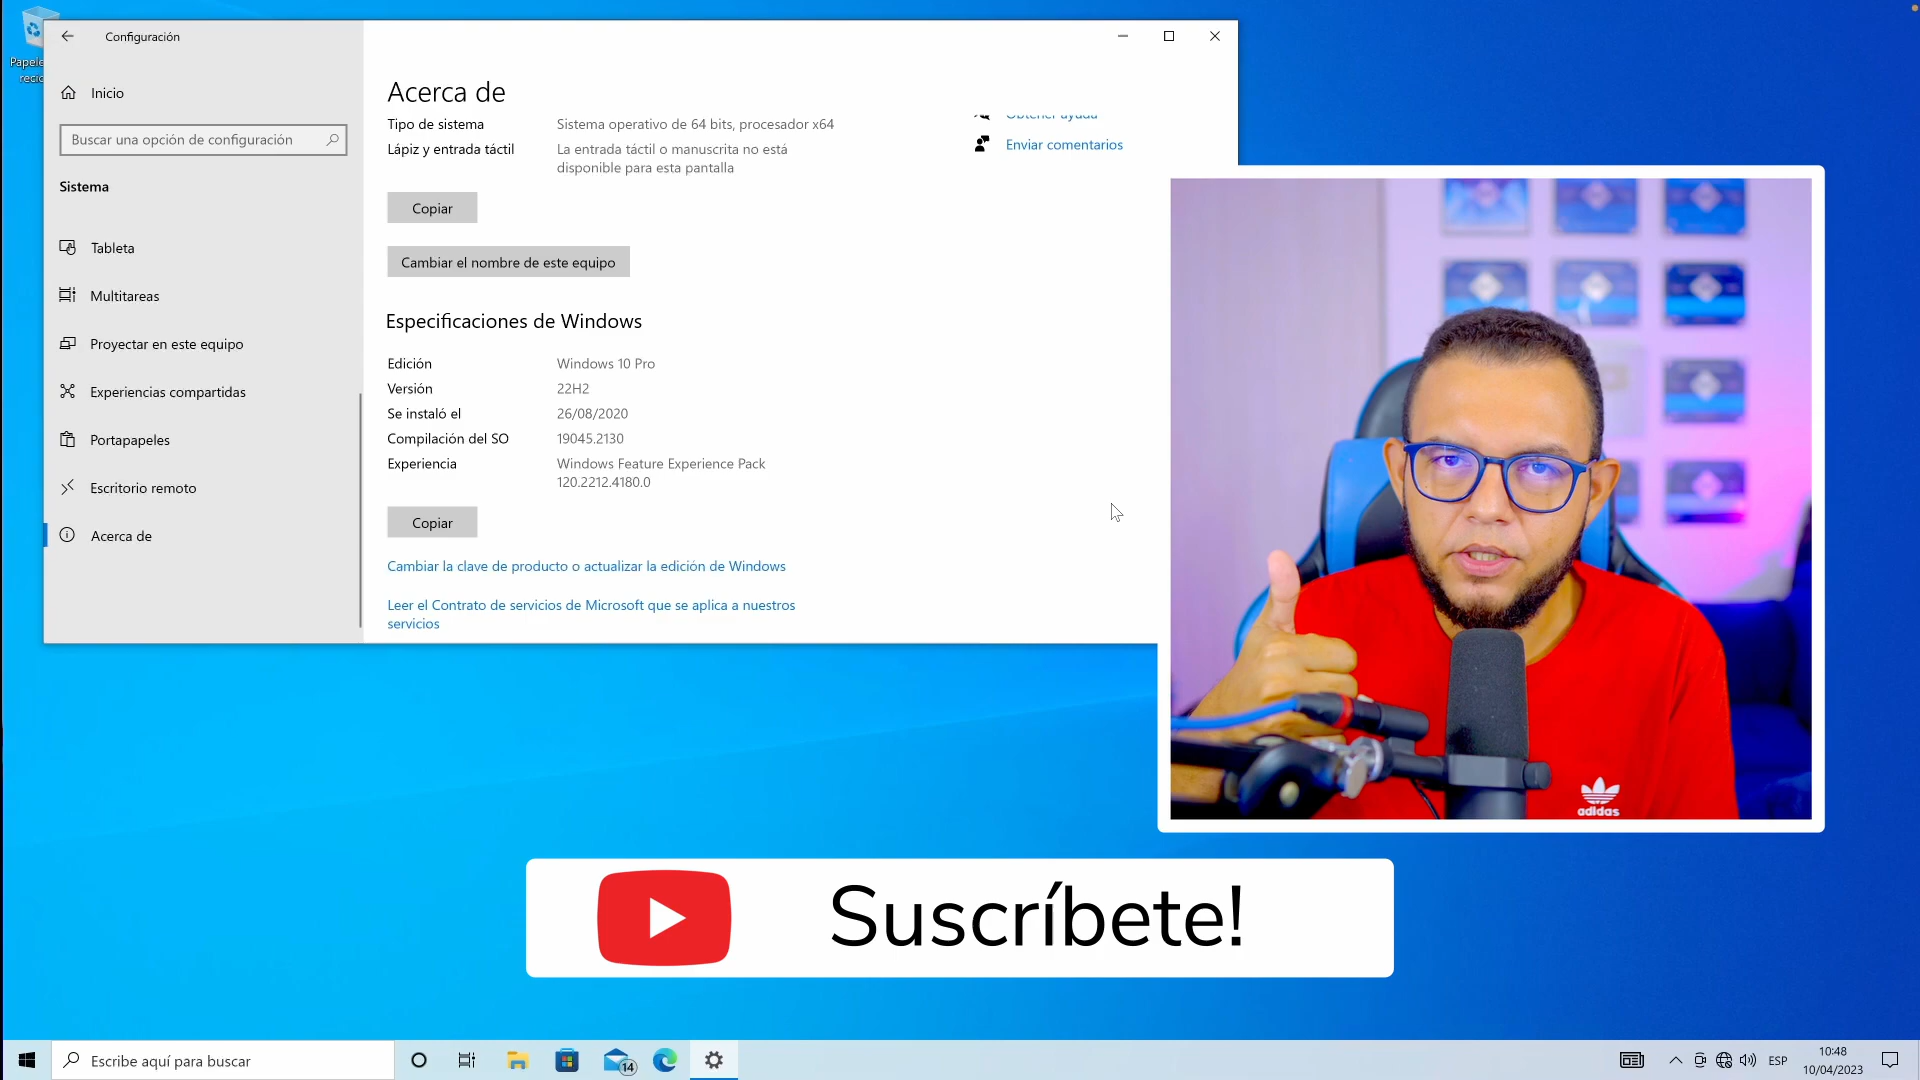 Configuración
Inicio
Buscar una opción de configuración
Sistema
Tableta
Multitareas
Proyectar en este equipo
Experiencias compartidas
Portapapeles
Escritorio remoto
Acerca de
Acerca de
Tipo de sistema Sistema operativo de 64 bits, procesador x64
Lápiz y entrada táctil La entrada táctil o manuscrita no está
disponible para esta pantalla
Copiar
Cambiar el nombre de este equipo
Especificaciones de Windows
Edición Windows 10 Pro
Versión 22H2
Se instaló el 26/08/2020
Compilación del SO 19045.2130
Experiencia Windows Feature Experience Pack
120.2212.4180.0
Copiar
Cambiar la clave de producto o actualizar la edición de Windows
Leer el Contrato de servicios de Microsoft que se aplica a nuestros
servicios
Obtener ayuda
Enviar comentarios
adidas
Suscríbete!
Escribe aquí para buscar
14
ESP
10:48
10/04/2023